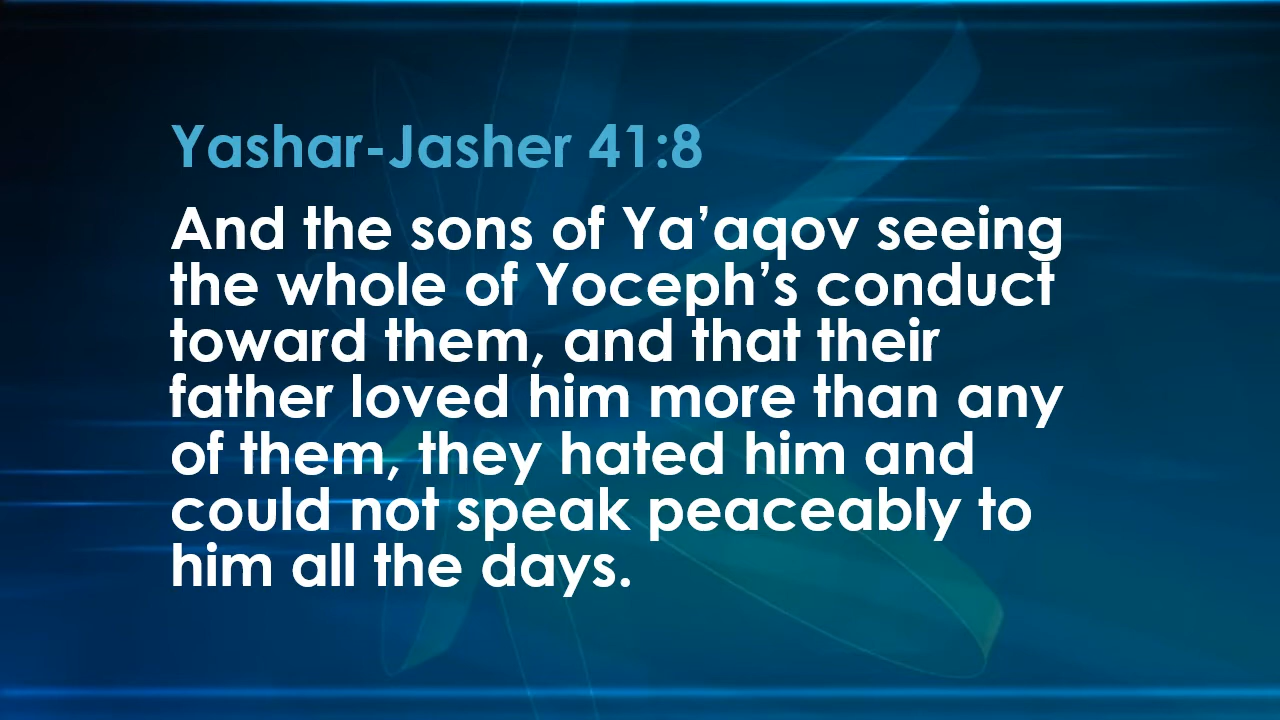 Yashar-Jasher 41:8
And the sons of Ya’aqov seeing
the whole of Yoceph’s conduct
toward them, and that their
father loved him more than any
of them, they hated him and
could not speak peaceably to
him all the days.